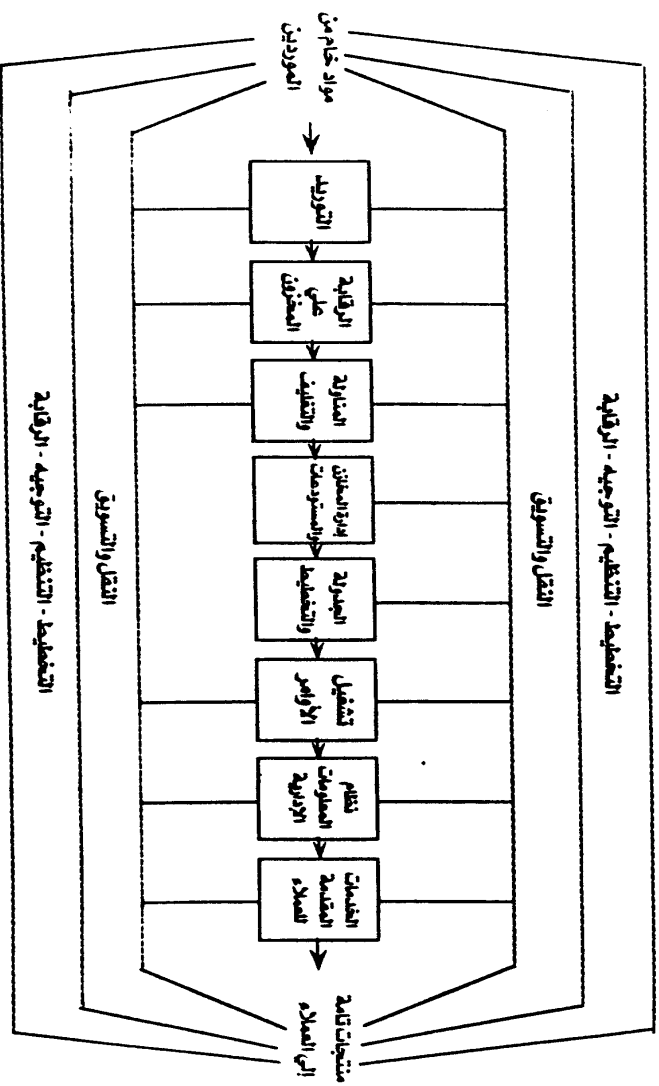 مواد خام من
الموردين
التوريد
الرقابة
على
المخزون
المناولة
والتغليف
إدارة المخازن
والمستودعات
الجدولة
والتخطيط
تشغيل
الأوامر
نظام
المعلومات
الإدارية
الخدمات
المقدمة
للعملاء
منتجات تامة
إلى العملاء
النقل والتسويق
التخطيط - التنظيم - التوجيه - الرقابة
النقل والتسويق
التخطيط - التنظيم - التوجيه - الرقابة